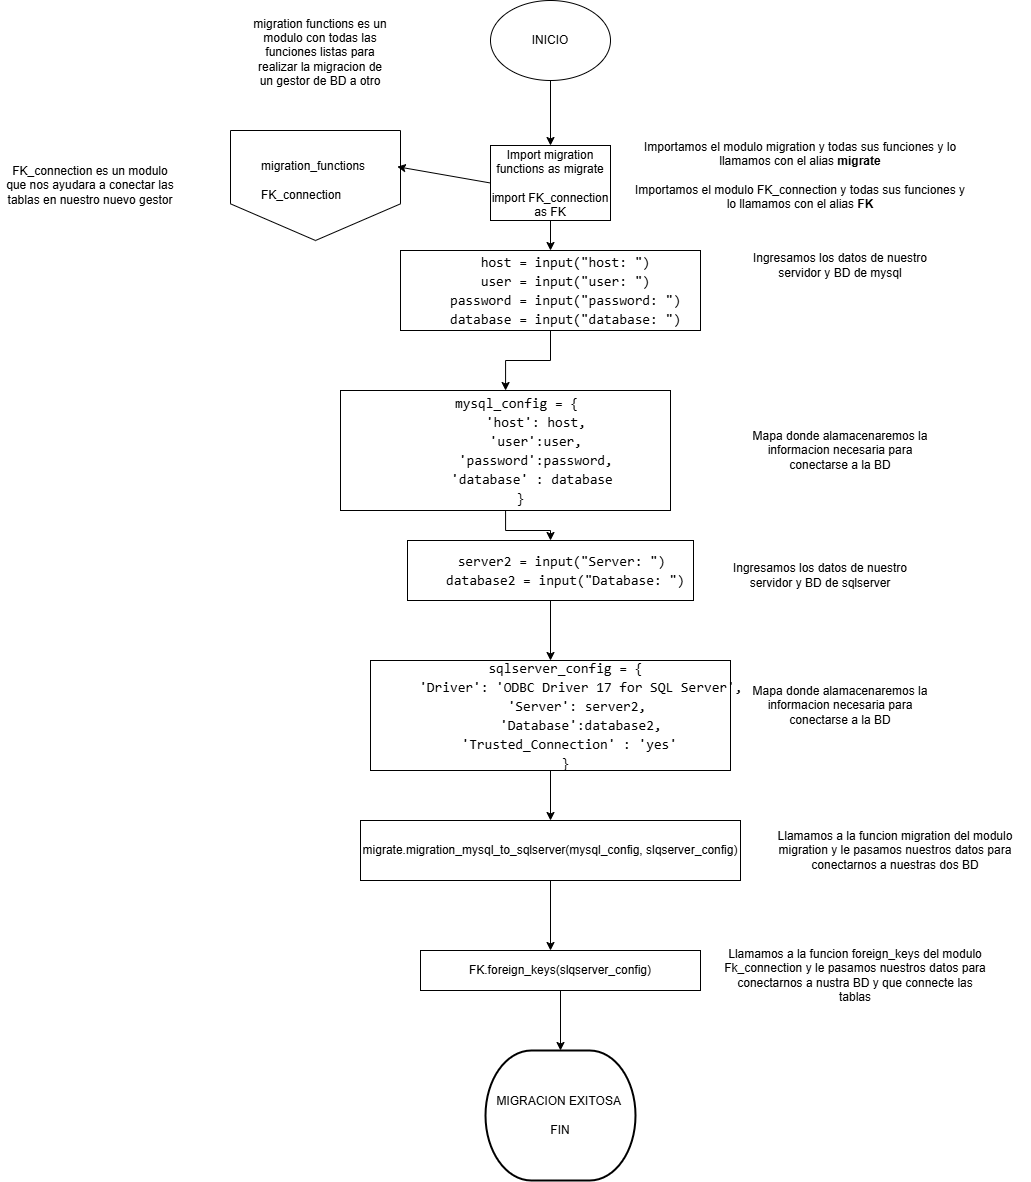 migration functions es un
modulo con todas las
funciones listas para
realizar la migracion de
un gestor de BD a otro
INICIO
FK_connection es un modulo
que nos ayudara a conectar las
tablas en nuestro nuevo gestor
migration_functions
FK_connection
Import migration
functions as migrate
import FK_connection
as FK
Importamos el modulo migration y todas sus funciones y lo
llamamos con el alias migrate
Importamos el modulo FK_connection y todas sus funciones y
lo llamamos con el alias FK
host = input("host: ")
user = input("user: ")
password = input("password: ")
database = input("database: ")
Ingresamos los datos de nuestro
servidor y BD de mysql
mysql_config = {
'host': host,
'user':user,
'password':password,
'database' : database
}
Mapa donde alamacenaremos la
informacion necesaria para
conectarse a la BD
server2 = input("Server: ")
database2 = input("Database: ")
Ingresamos los datos de nuestro
servidor y BD de sqlserver
sqlserver_config = {
'Driver': 'ODBC Driver 17 for SQL Server',
'Server': server2,
'Database':database2,
'Trusted_Connection' : 'yes'
}
Mapa donde alamacenaremos la
informacion necesaria para
conectarse a la BD
migrate.migration_mysql_to_sqlserver(mysql_config, slqserver_config)
Llamamos a la funcion migration del modulo
migration y le pasamos nuestros datos para
conectarnos a nuestras dos BD
FK.foreign_keys(slqserver_config)
Llamamos a la funcion foreign_keys del modulo
Fk_connection y le pasamos nuestros datos para
conectarnos a nustra BD y que connecte las
tablas
MIGRACION EXITOSA
FIN